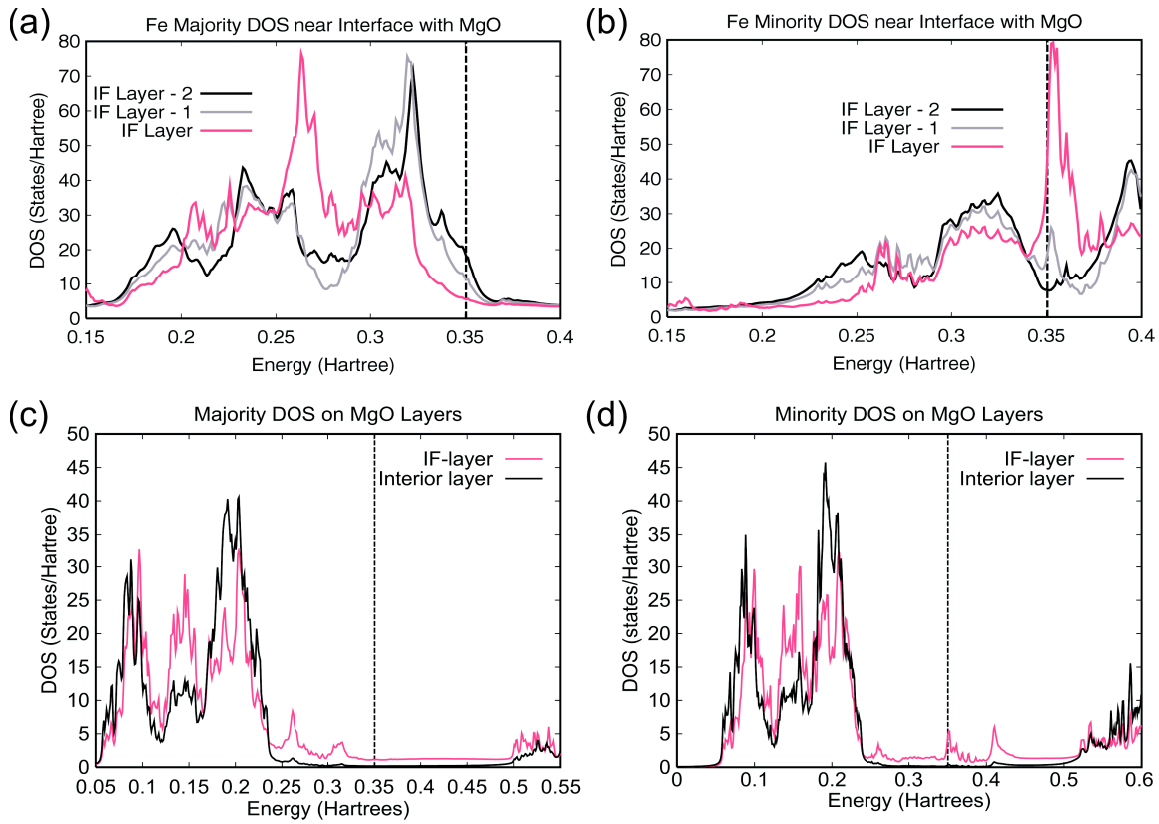 (a)
Fe Majority DOS near Interface with MgO
DOS (States/Hartree)
80
70
60
50
40
30
20
10
0
IF Layer - 2
IF Layer - 1
IF Layer
0.15 0.2 0.25 0.3 0.35 0.4
Energy (Hartree)
(b)
Fe Minority DOS near Interface with MgO
DOS (States/Hartree)
80
70
60
50
40
30
20
10
0
IF Layer - 2
IF Layer - 1
IF Layer
0.15 0.2 0.25 0.3 0.35 0.4
Energy (Hartree)
(c)
Majority DOS on MgO Layers
DOS (States/Hartree)
50
45
40
35
30
25
20
15
10
5
0
IF-layer
Interior layer
0.05 0.1 0.15 0.2 0.25 0.3 0.35 0.4 0.45 0.5 0.55
Energy (Hartrees)
(d)
Minority DOS on MgO Layers
DOS (states/Hartree)
50
45
40
35
30
25
20
15
10
5
0
IF-layer
Interior layer
0 0.1 0.2 0.3 0.4 0.5 0.6
Energy (Hartrees)